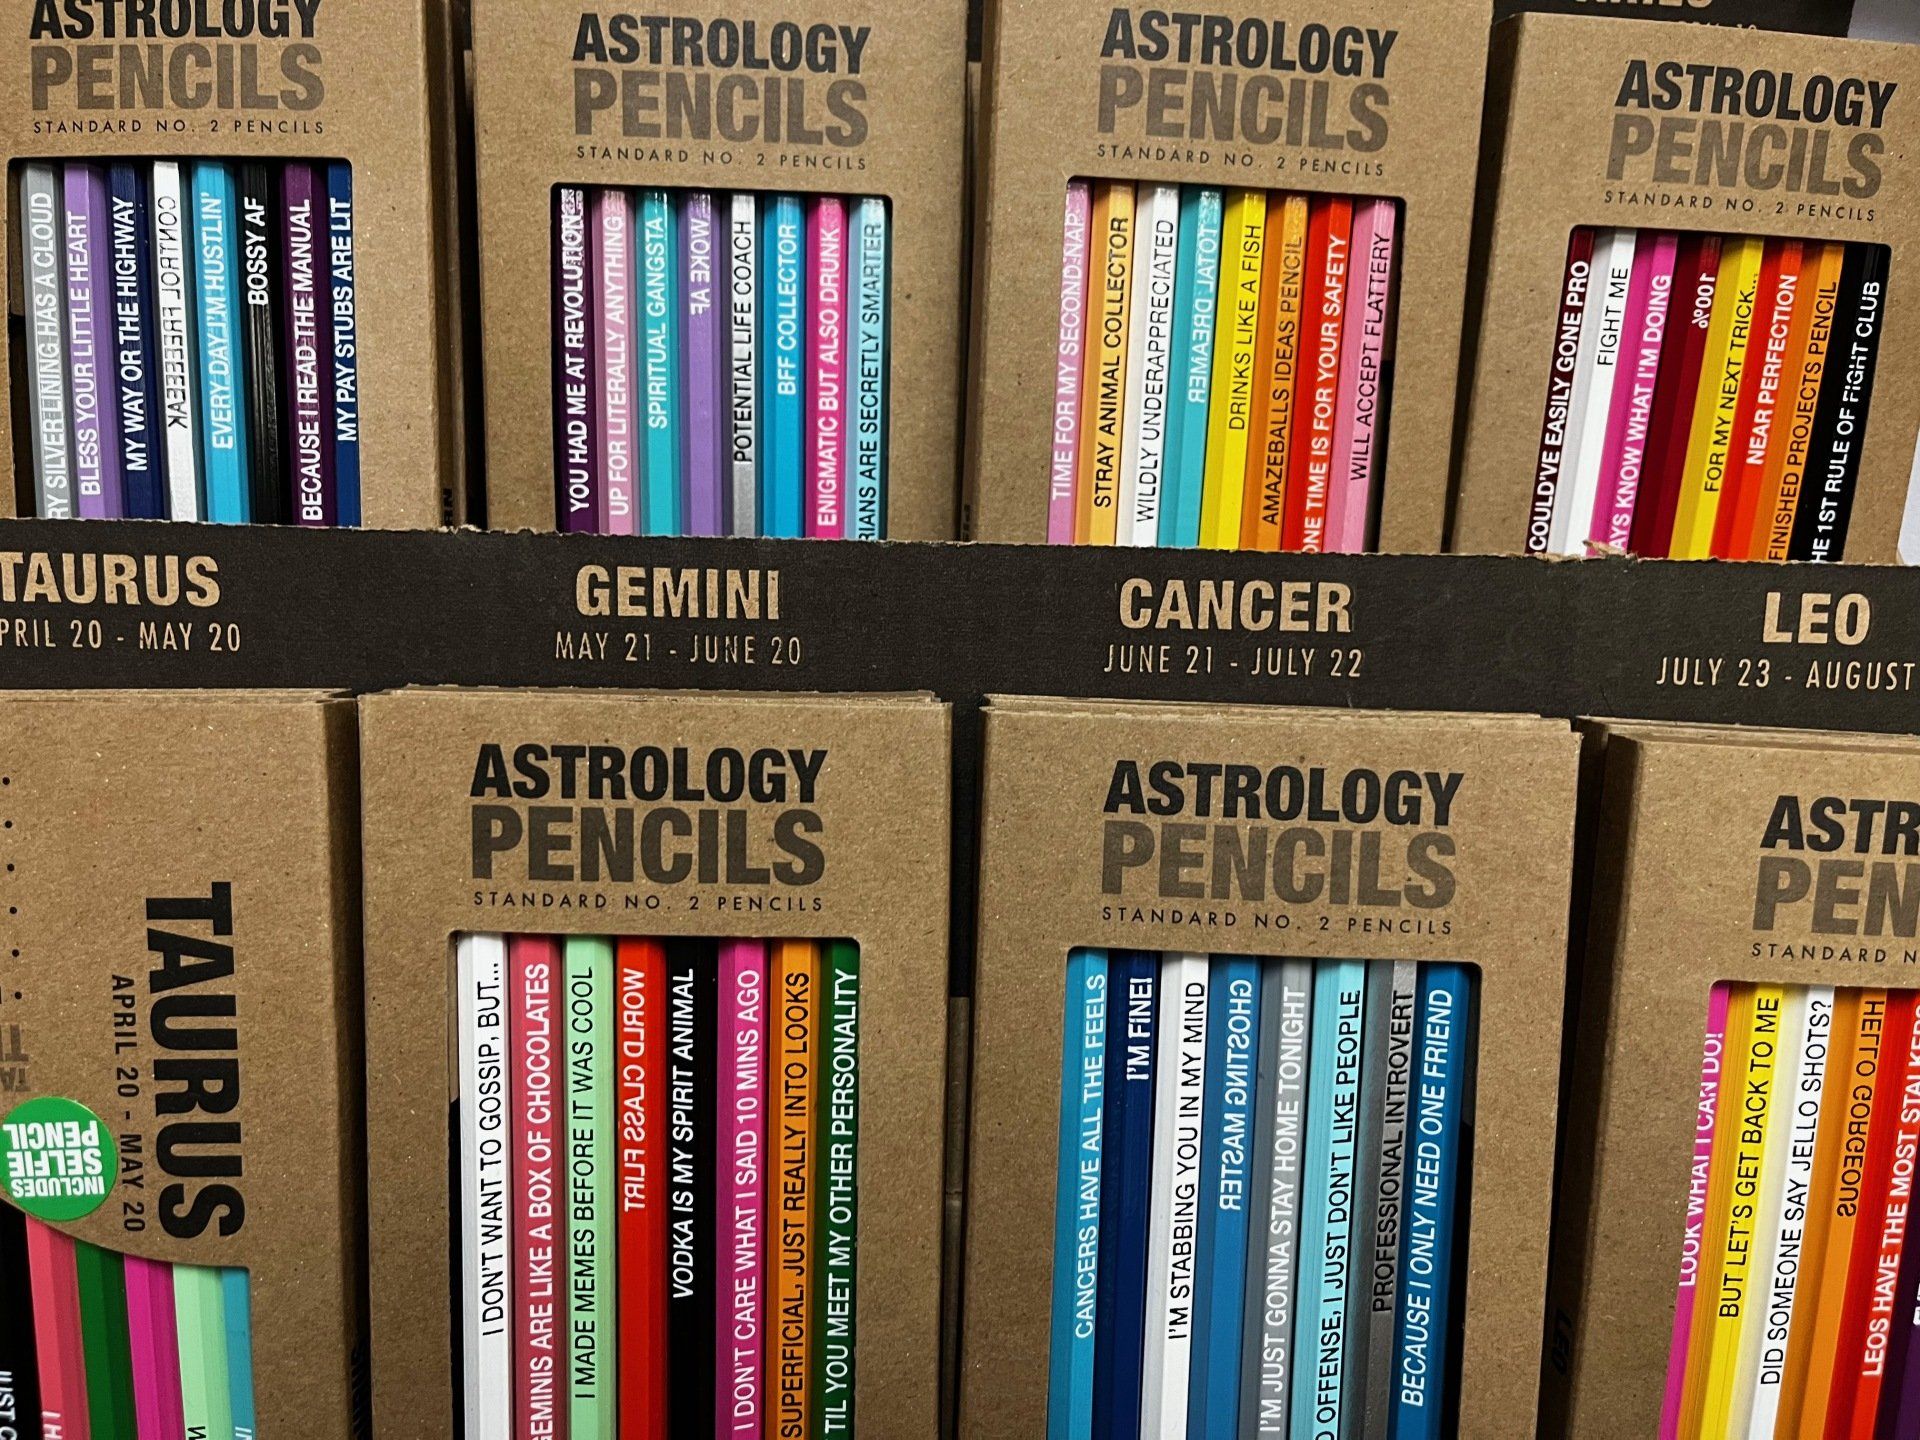 ASTROLOGY
PENCILS
STANDARD NO. 2 PENCILS
RY SILVER LINING HAS A CLOUD
BLESS YOUR LITTLE HEART
MY WAY OR THE HIGHWAY
CONTROL FREEEEEAK
EVERY DAY I'M HUSTLIN'
BOSSY AF
BECAUSE I READ THE MANUAL
MY PAY STUBS ARE LIT
ASTROLOGY
PENCILS
STANDARD NO. 2 PENCILS
YOU HAD ME AT REVOLUTION
UP FOR LITERALLY ANYTHING
SPIRITUAL GANGSTA
WOKE AF
POTENTIAL LIFE COACH
BFF COLLECTOR
ENIGMATIC BUT ALSO DRUNK
RIANS ARE SECRETLY SMARTER
ASTROLOGY
PENCILS
STANDARD NO. 2 PENCILS
TIME FOR MY SECOND NAP
STRAY ANIMAL COLLECTOR
WILDLY UNDERAPPRECIATED
TOTAL DREAMER
DRINKS LIKE A FISH
AMAZEBALLS IDEAS PENCIL
ONE TIME IS FOR YOUR SAFETY
WILL ACCEPT FLATTERY
ASTROLOGY
PENCILS
STANDARD NO. 2 PENCILS
COULD'VE EASILY GONE PRO
FIGHT ME
AYS KNOW WHAT I'M DOING
100%
FOR MY NEXT TRICK...
NEAR PERFECTION
FINISHED PROJECTS PENCIL
HE 1ST RULE OF FIGHT CLUB
TAURUS
PRIL 20 - MAY 20
GEMINI
MAY 21 - JUNE 20
CANCER
JUNE 21 - JULY 22
LEO
JULY 23 - AUGUST
TAURUS
APRIL 20 - MAY 20
INCLUDES
SELFIE
PENCIL
ASTROLOGY
PENCILS
STANDARD NO. 2 PENCILS
I DON'T WANT TO GOSSIP, BUT...
GEMINIS ARE LIKE A BOX OF CHOCOLATES
I MADE MEMES BEFORE IT WAS COOL
WORLD CLASS FLIRT
VODKA IS MY SPIRIT ANIMAL
I DON'T CARE WHAT I SAID 10 MINS AGO
SUPERFICIAL, JUST REALLY INTO LOOKS
TIL YOU MEET MY OTHER PERSONALITY
ASTROLOGY
PENCILS
STANDARD NO. 2 PENCILS
CANCERS HAVE ALL THE FEELS
I'M FINE!
I'M STABBING YOU IN MY MIND
GHOSTING MASTER
I'M JUST GONNA STAY HOME TONIGHT
O OFFENSE, I JUST DON'T LIKE PEOPLE
PROFESSIONAL INTROVERT
BECAUSE I ONLY NEED ONE FRIEND
ASTR
PEN
STANDARD N
LOOK WHAT I CAN DO!
BUT LET'S GET BACK TO ME
DID SOMEONE SAY JELLO SHOTS?
HELLO GORGEOUS
LEOS HAVE THE MOST STALKERS